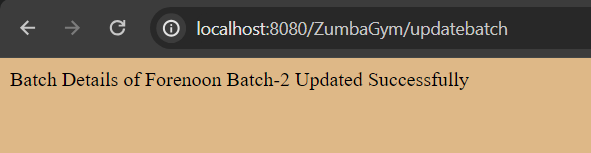 localhost:8080/ZumbaGym/updatebatch
Batch Details of Forenoon Batch-2 Updated Successfully